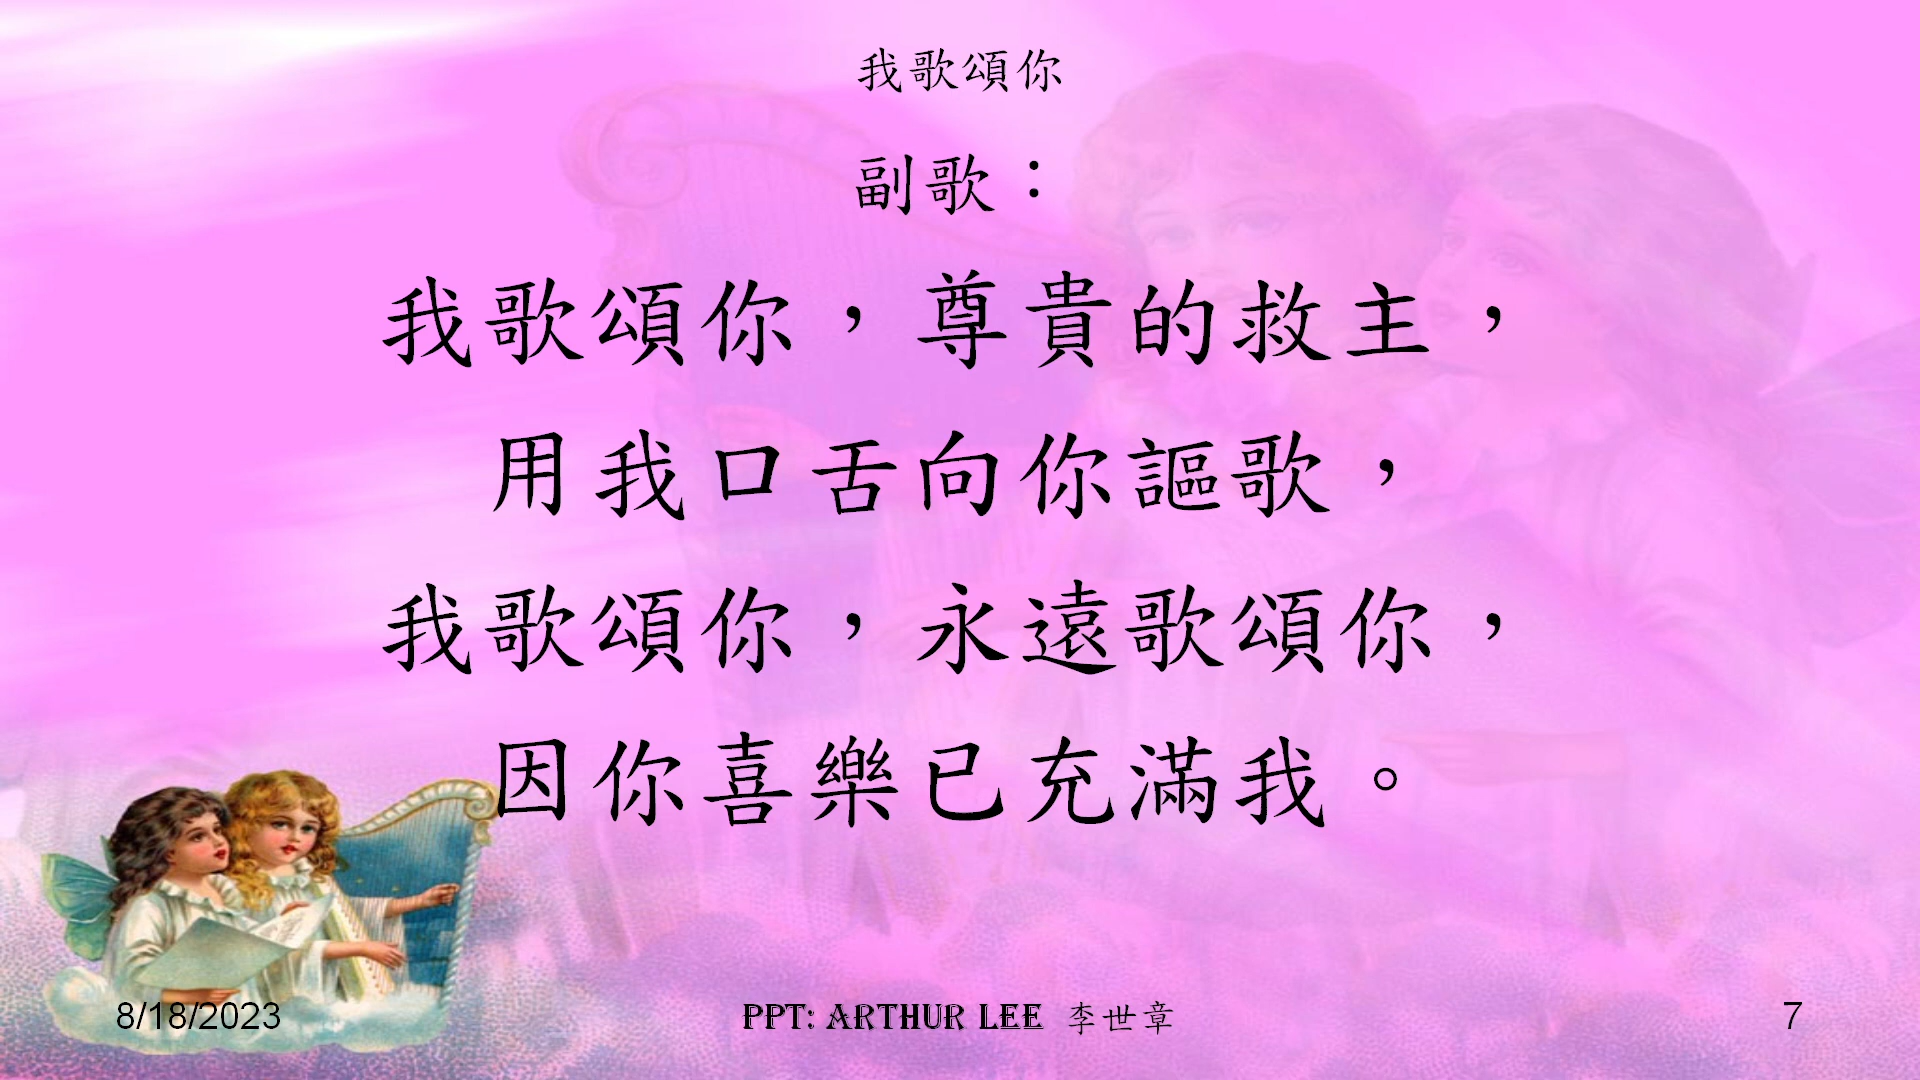 我歌頌你
副歌：
我歌頌你，尊貴的救主，
用我口舌向你謳歌，
我歌頌你，永遠歌頌你，
因你喜樂已充滿我。
8/18/2023
PPT: ARTHUR LEE 李世章
7